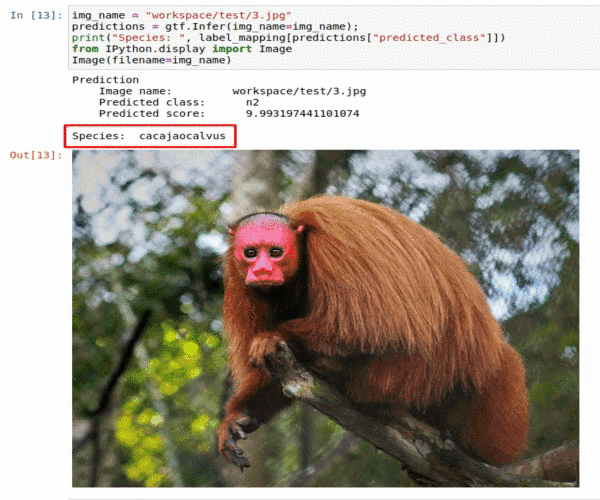 In [13]: img_name = "workspace/test/3.jpg"
predictions = gtf.Infer(img_name=img_name);
print("Species: ", label_mapping[predictions["predicted_class"]])
from IPython.display import Image
Image(filename=img_name)
Prediction
Image name: workspace/test/3.jpg
Predicted class: n2
Predicted score: 9.993197441101074
Species: cacajaocalvus
Out[13]: